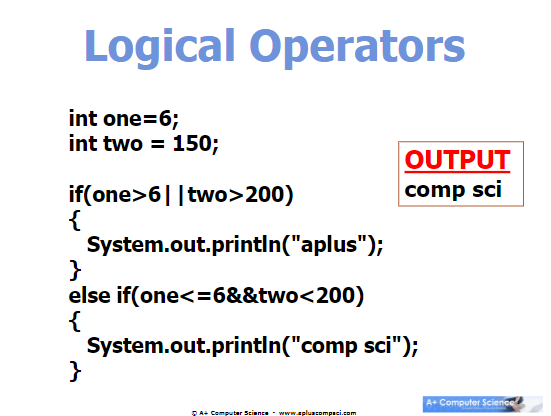 Logical Operators
int one=6;
int two = 150;
if(one>6||two>200)
{
System.out.println("aplus");
}
else if(one<=6&&two<200)
{
System.out.println("comp sci");
}
OUTPUT
comp sci
© A+ Computer Science - www.apluscompsci.com
A+ Computer Science